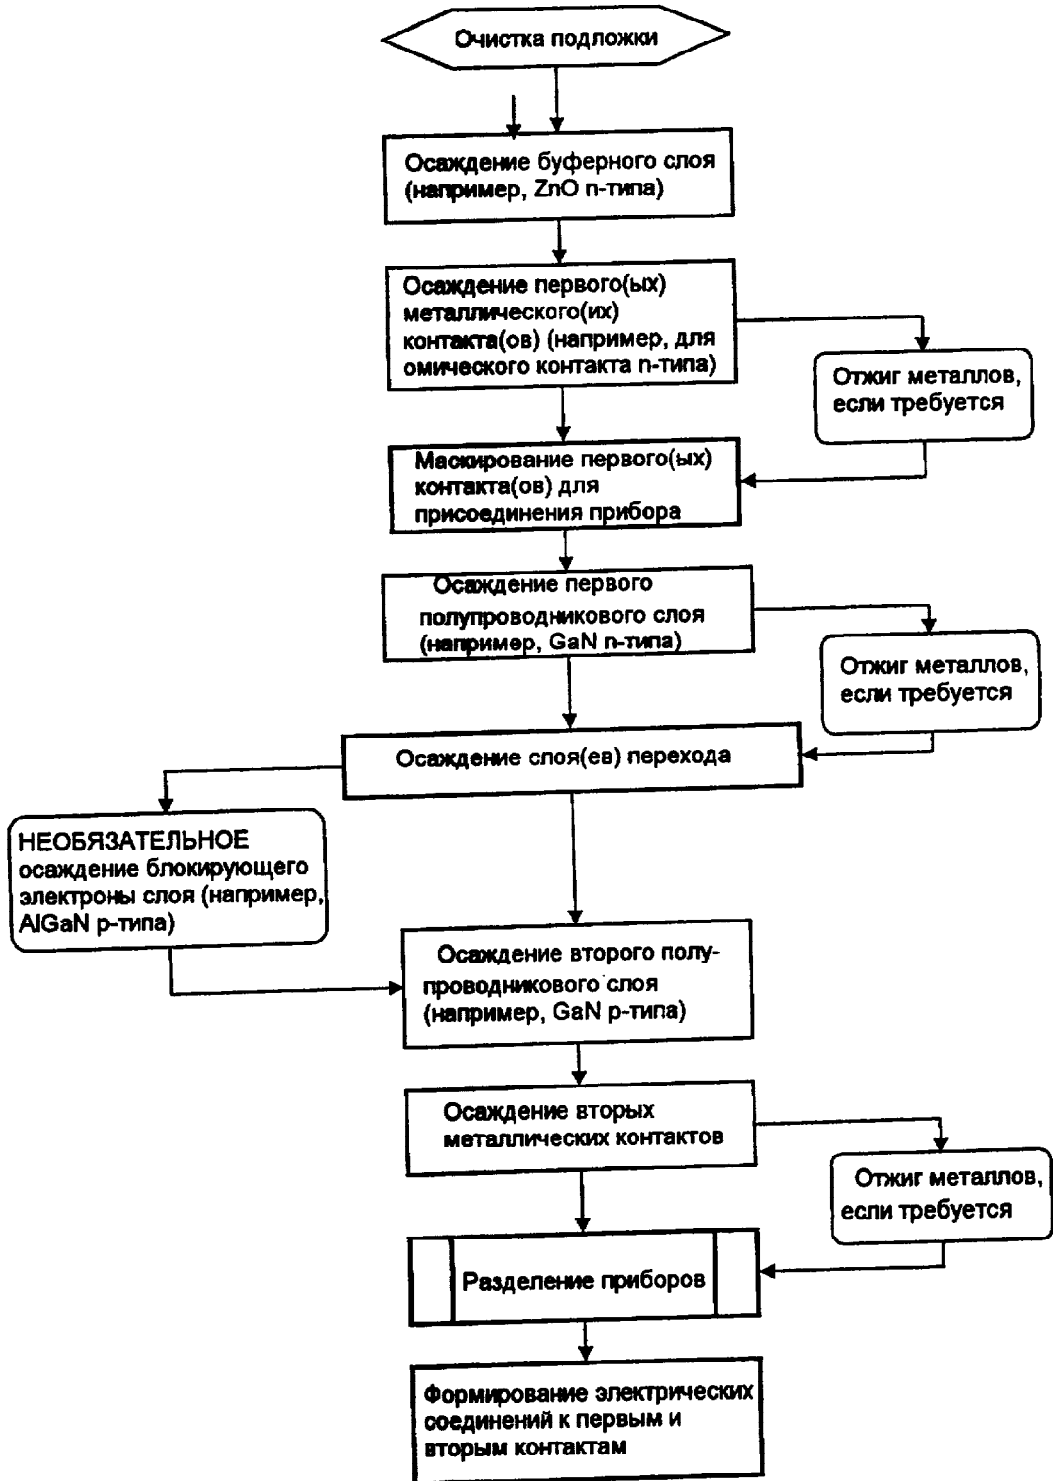 Очистка подложки
Осаждение буферного слоя
(например, ZnO n-типа)
Осаждение первого(ых)
металлического(их)
контакта(ов) (например, для
омического контакта n-типа)
Отжиг металлов,
если требуется
Маскирование первого(ых)
контакта(ов) для
присоединения прибора
Осаждение первого
полупроводникового слоя
(например, GaN n-типа)
Отжиг металлов,
если требуется
Осаждение слоя(ев) перехода
НЕОБЯЗАТЕЛЬНОЕ
осаждение блокирующего
электроны слоя (например,
AlGaN p-типа)
Осаждение второго полу-
проводникового слоя
(например, GaN p-типа)
Осаждение вторых
металлических контактов
Отжиг металлов,
если требуется
Разделение приборов
Формирование электрических
соединений к первым и
вторым контактам